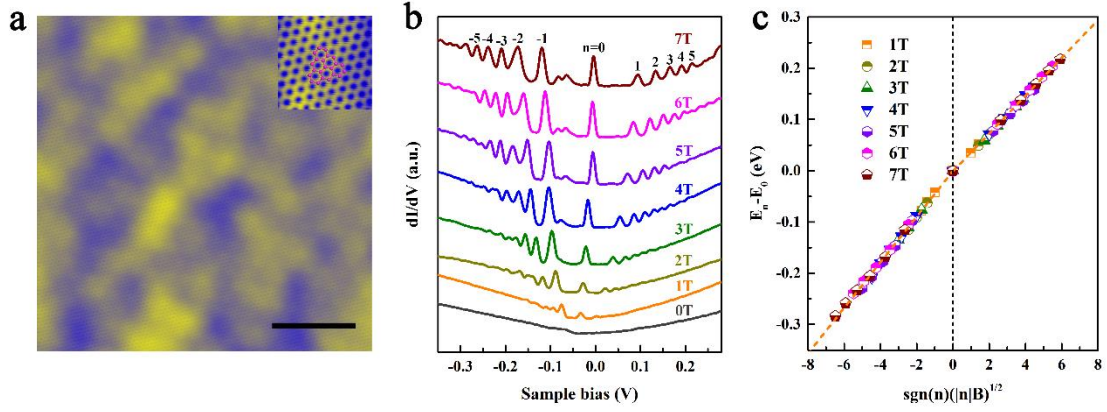 a
b
c
-5 -4 -3 -2 -1 n=0 1 2 3 4 5
7T
6T
5T
4T
3T
2T
1T
0T
dI/dV (a.u.)
-0.3 -0.2 -0.1 0.0 0.1 0.2
Sample bias (V)
0.3
0.2
0.1
0.0
-0.1
-0.2
-0.3
Eₙ-E₀ (eV)
1T
2T
3T
4T
5T
6T
7T
-8 -6 -4 -2 0 2 4 6 8
sgn(n)(|n|B)¹/²